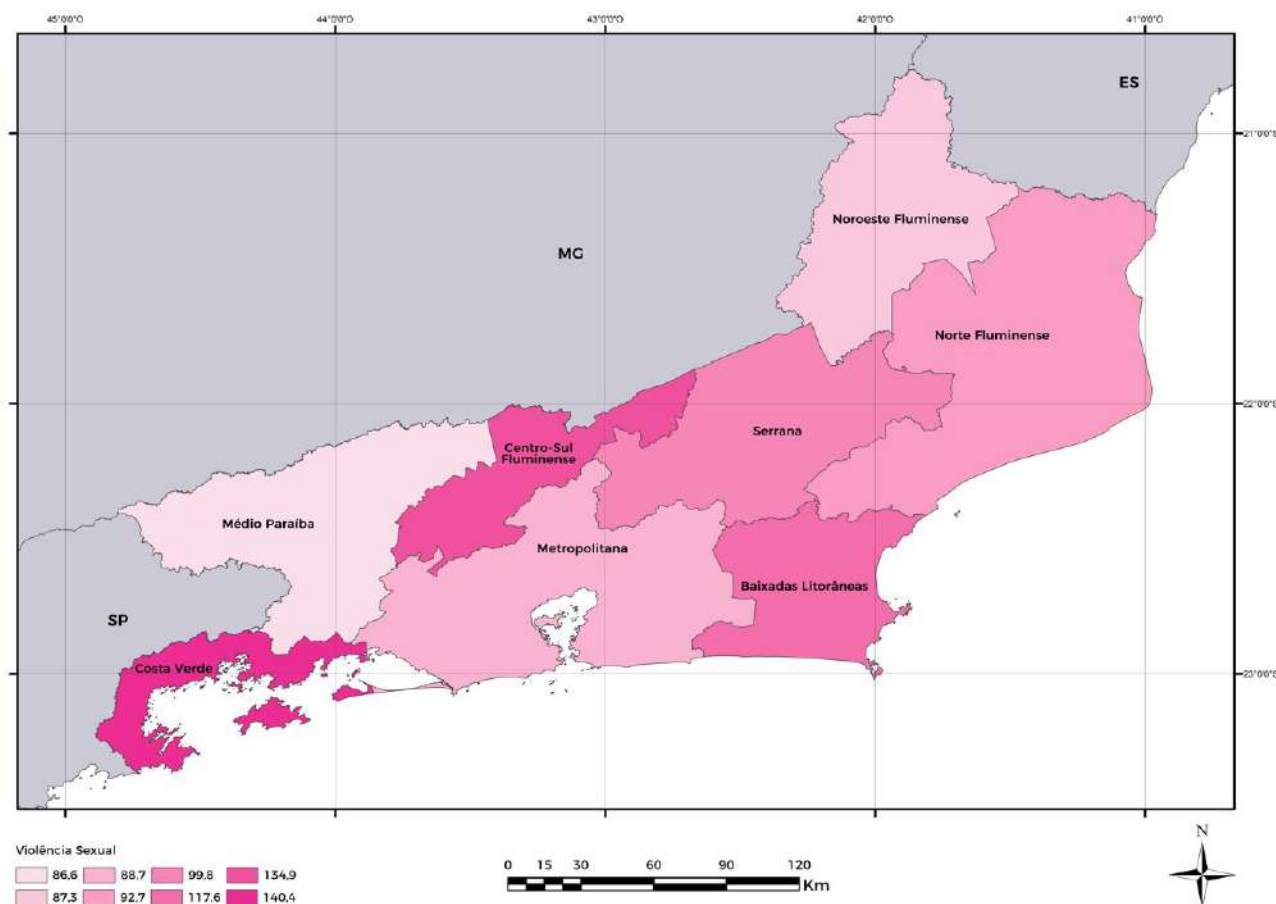 45°0'0"O 44°0'0"O 43°0'0"O 42°0'0"O 41°0'0"O
ES
21°0'0"S
Noroeste Fluminense
MG
Norte Fluminense
22°0'0"S
Serrana
Centro-Sul
Fluminense
Médio Paraíba
Metropolitana
Baixadas Litorâneas
SP
Costa Verde
23°0'0"S
Violência Sexual
86,6 88,7 99,8 134,9
87,3 92,7 117,6 140,4
0 15 30 60 90 120
Km
N